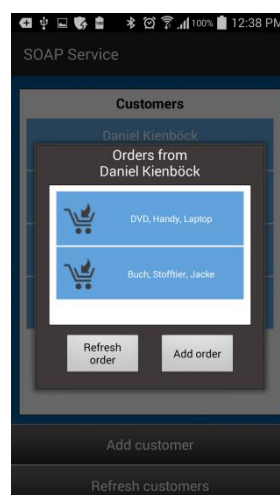 100% 12:38 PM
SOAP Service
Customers
Daniel Kienböck
Orders from
Daniel Kienböck
DVD, Handy, Laptop
Buch, Stofftier, Jacke
Refresh
order
Add order
Add customer
Refresh customers